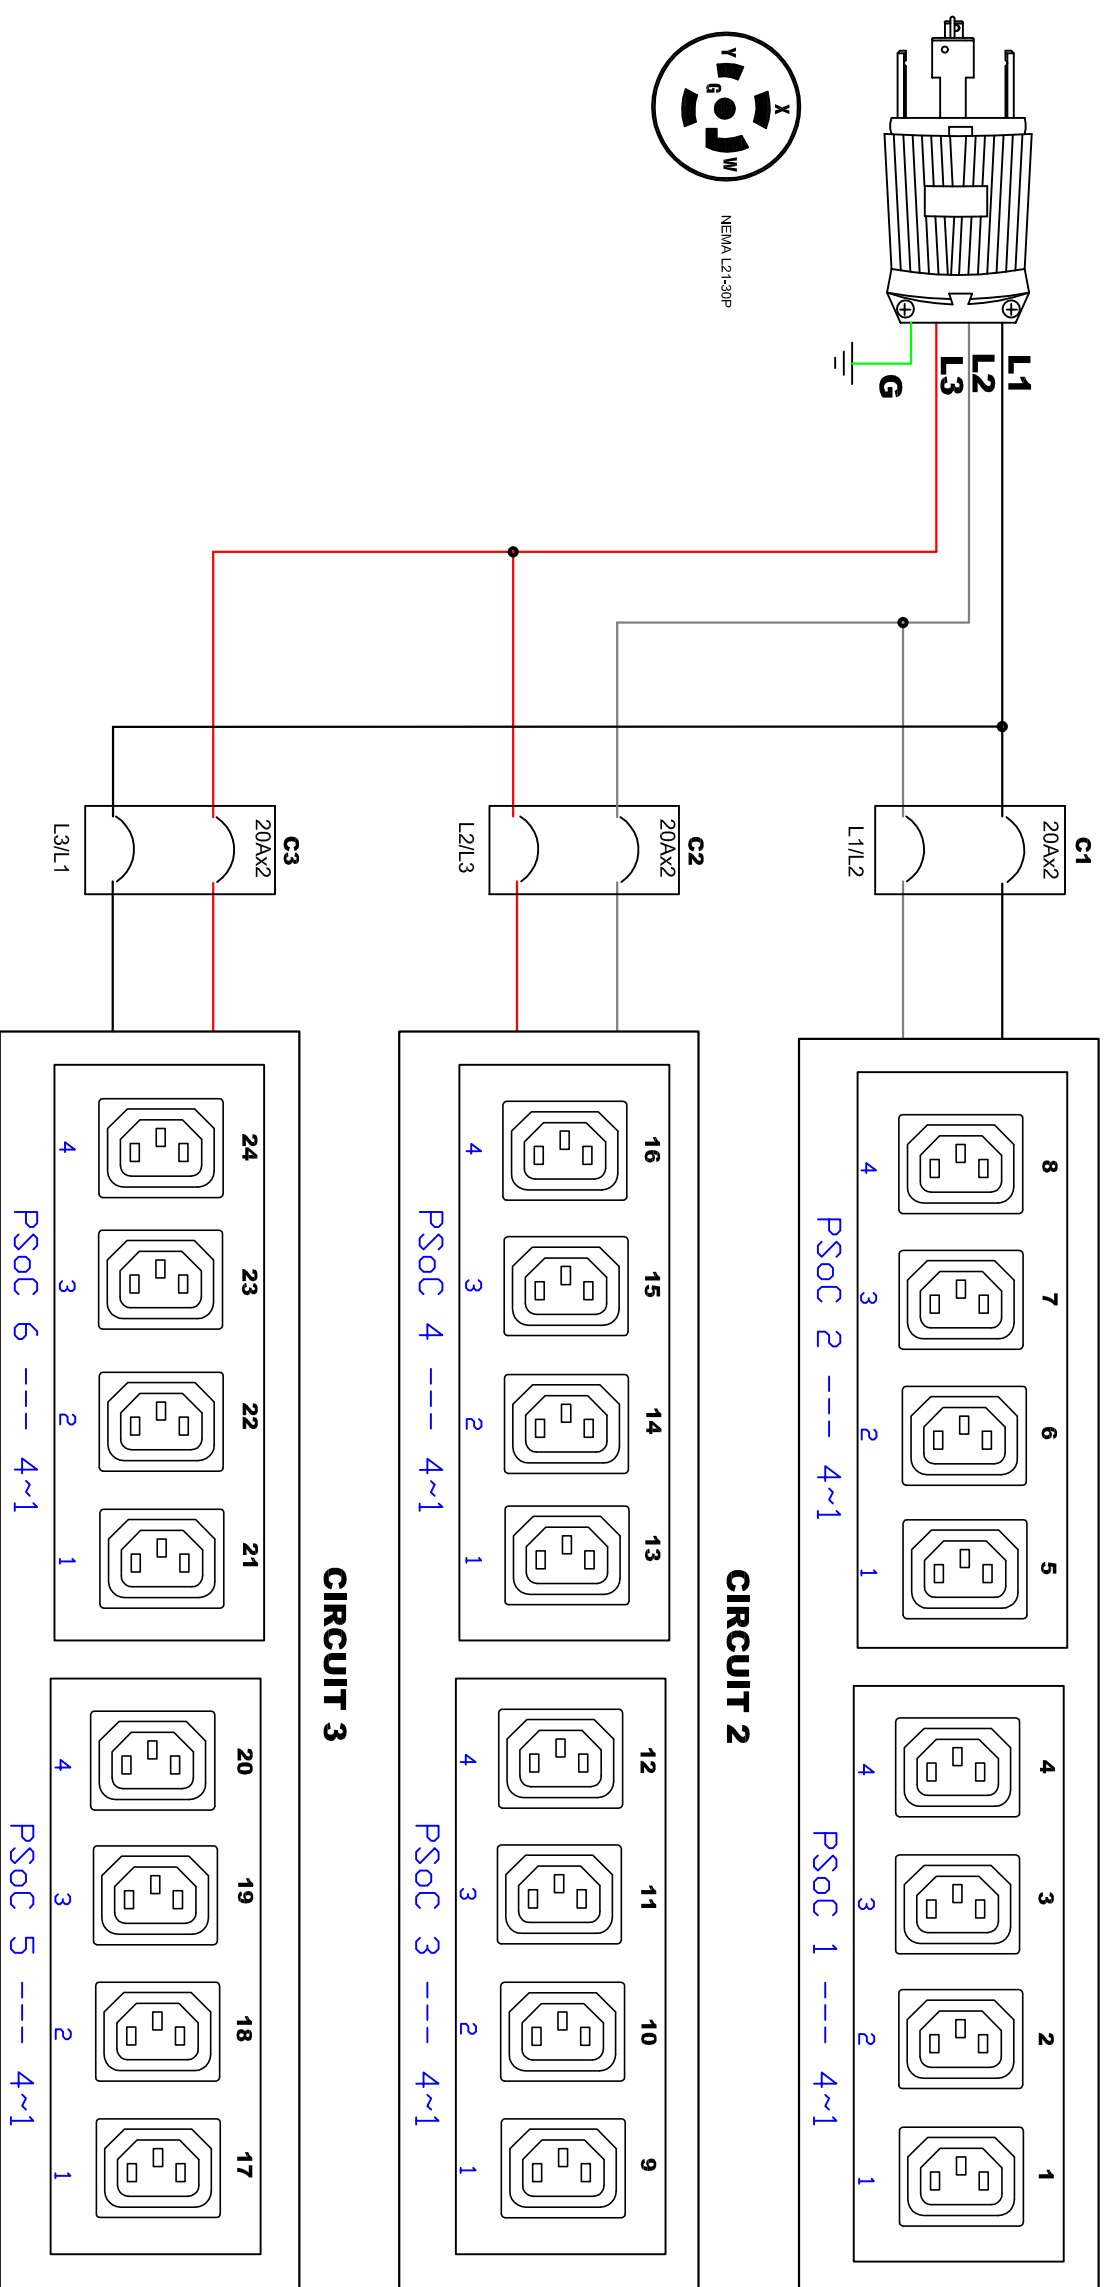 L1
L2
L3
G
Y
X
G
W
NEMA L21-30P
C1
20Ax2
L1/L2
8
7
6
5
4
3
2
1
4
3
2
1
4
3
2
1
PSoC 2 --- 4~1
PSoC 1 --- 4~1
CIRCUIT 2
C2
20Ax2
L2/L3
16
15
14
13
12
11
10
9
4
3
2
1
4
3
2
1
PSoC 4 --- 4~1
PSoC 3 --- 4~1
CIRCUIT 3
C3
20Ax2
L3/L1
24
23
22
21
20
19
18
17
4
3
2
1
4
3
2
1
PSoC 6 --- 4~1
PSoC 5 --- 4~1